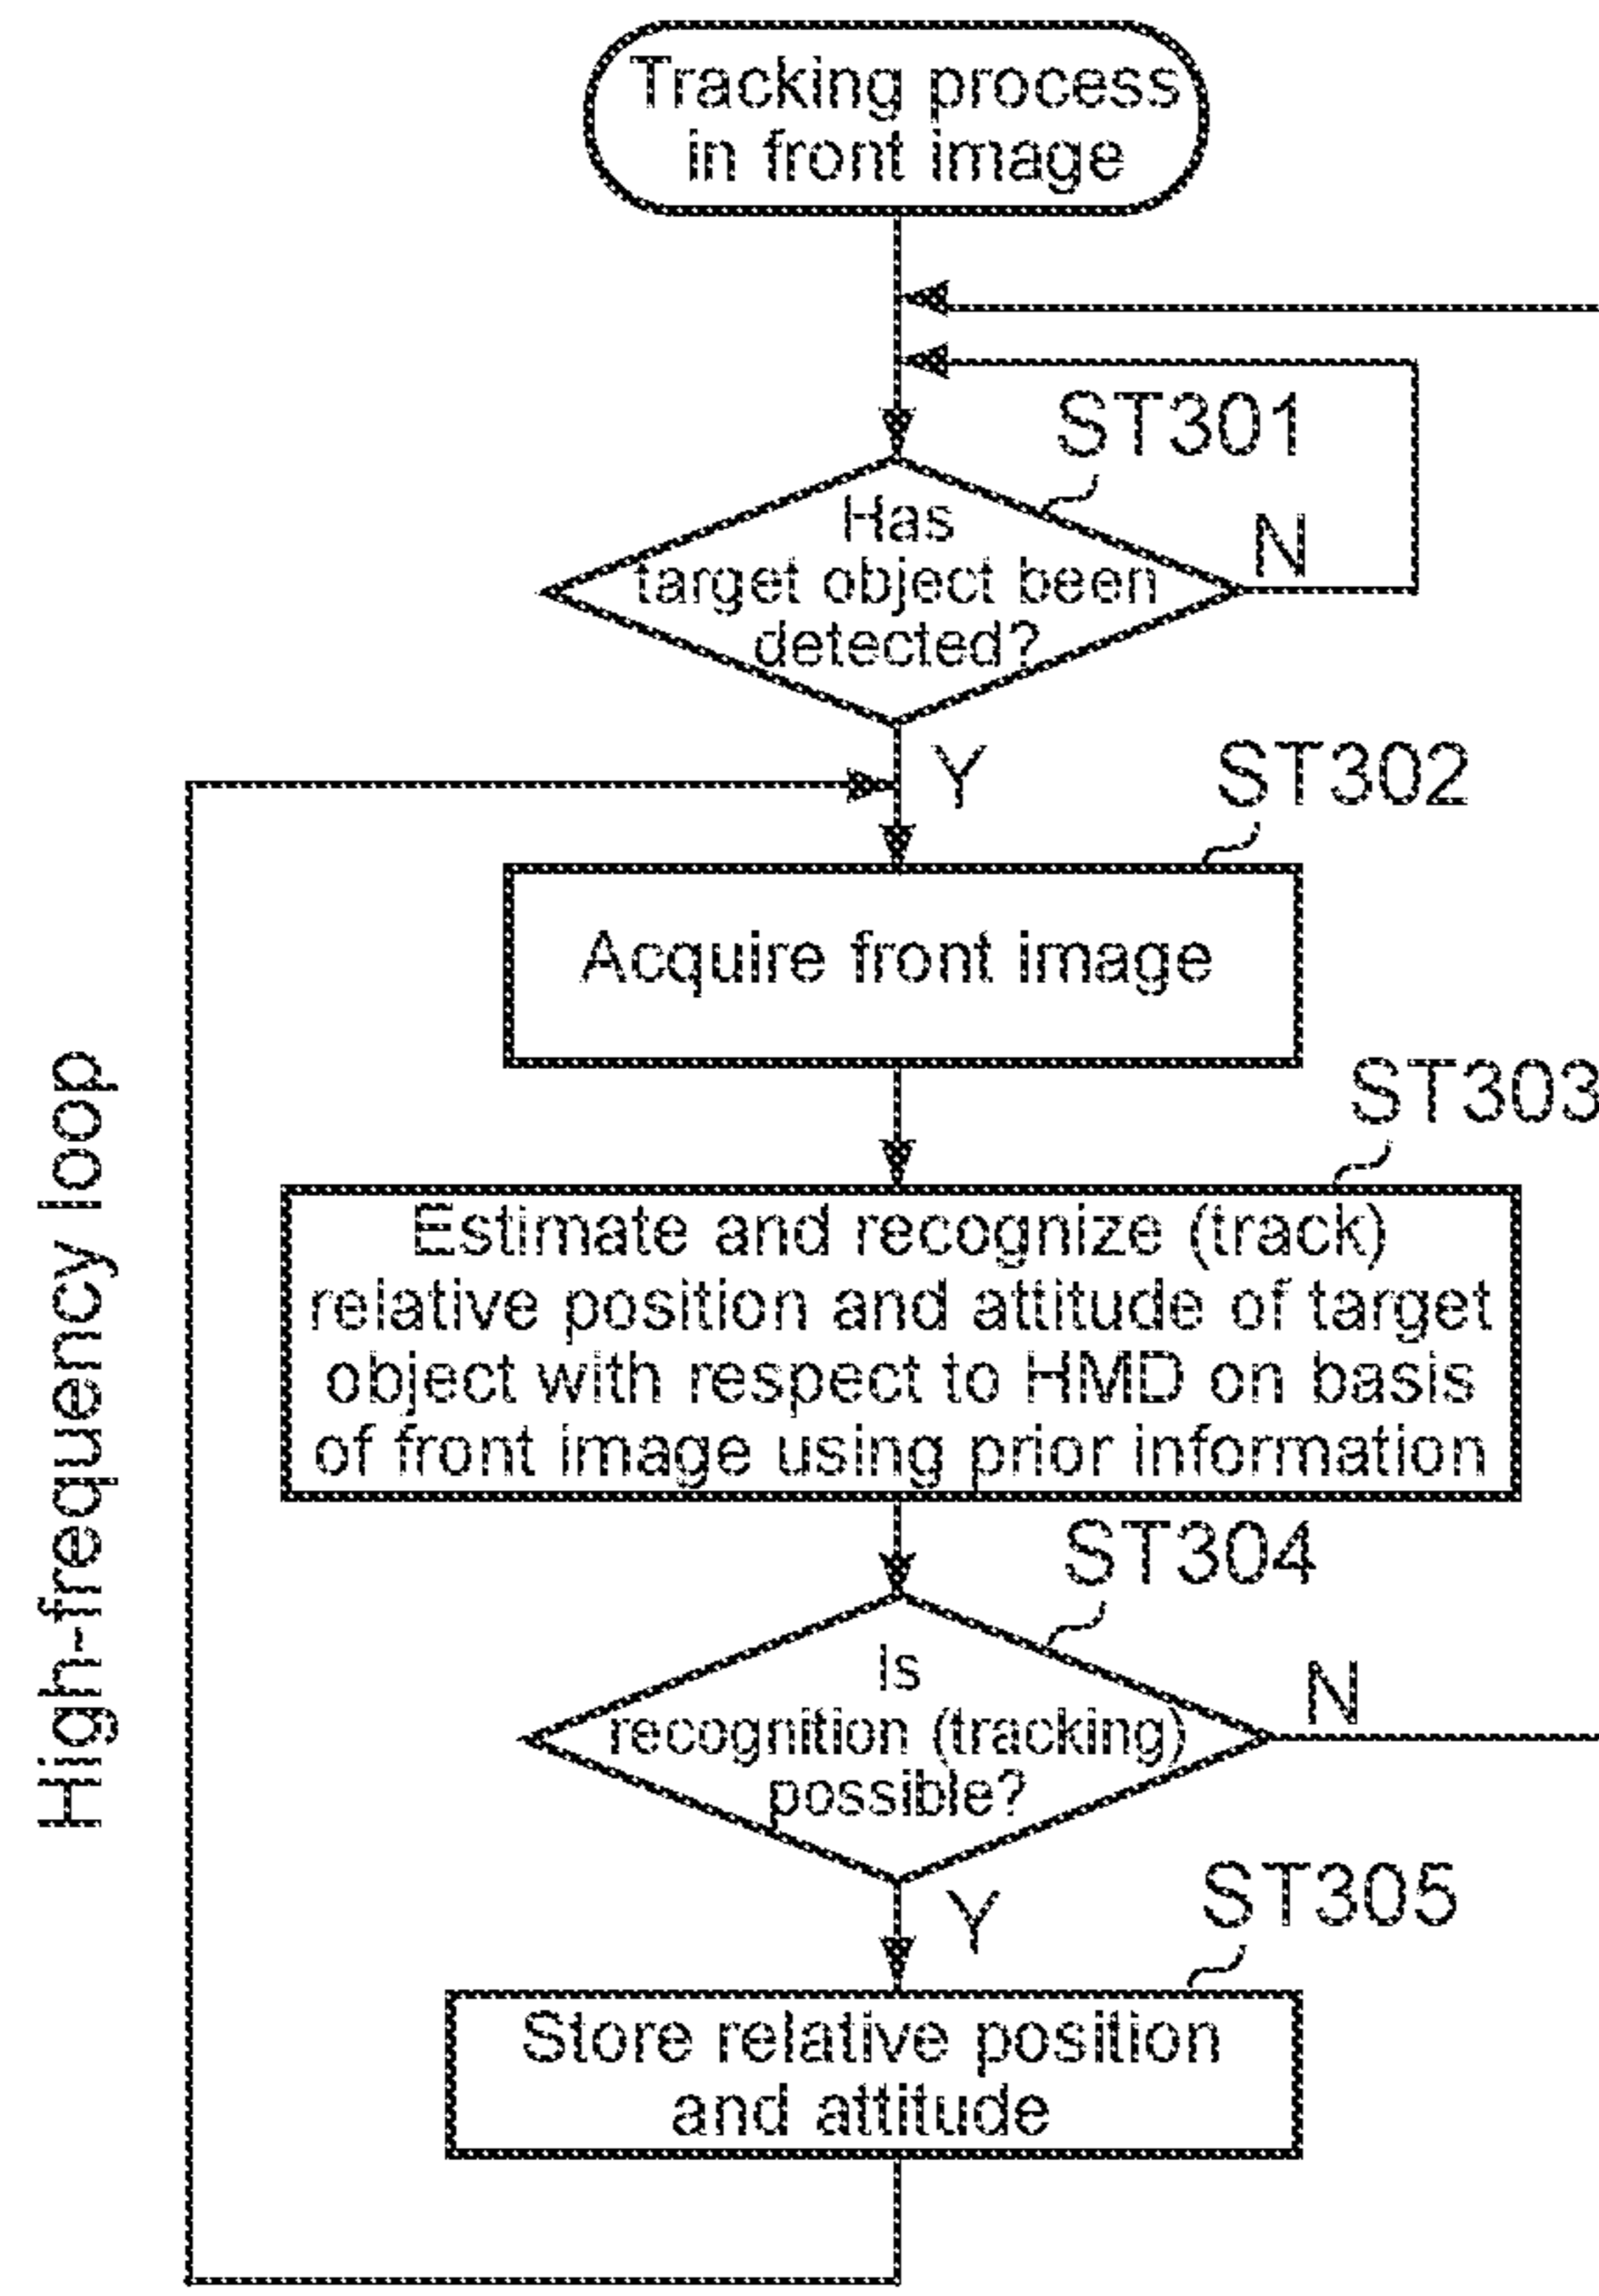 Tracking process
in front image
ST301
Has
target object been
detected?
N
Y
ST302
Acquire front image
ST303
Estimate and recognize (track)
relative position and attitude of target
object with respect to HMD on basis
of front image using prior information
ST304
Is
recognition (tracking)
possible?
N
Y
ST305
Store relative position
and attitude
High-frequency loop